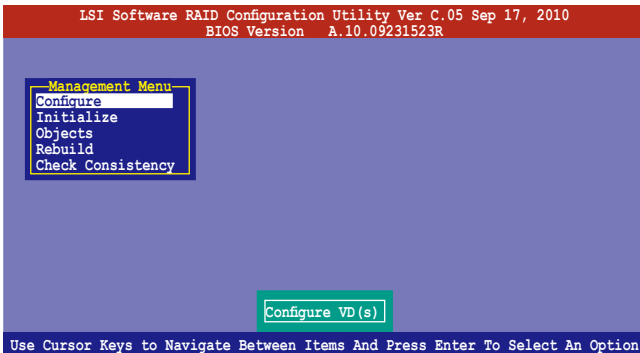 LSI Software RAID Configuration Utility Ver C.05 Sep 17, 2010
BIOS Version A.10.09231523R
Management Menu
Configure
Initialize
Objects
Rebuild
Check Consistency
Configure VD(s)
Use Cursor Keys to Navigate Between Items And Press Enter To Select An Option